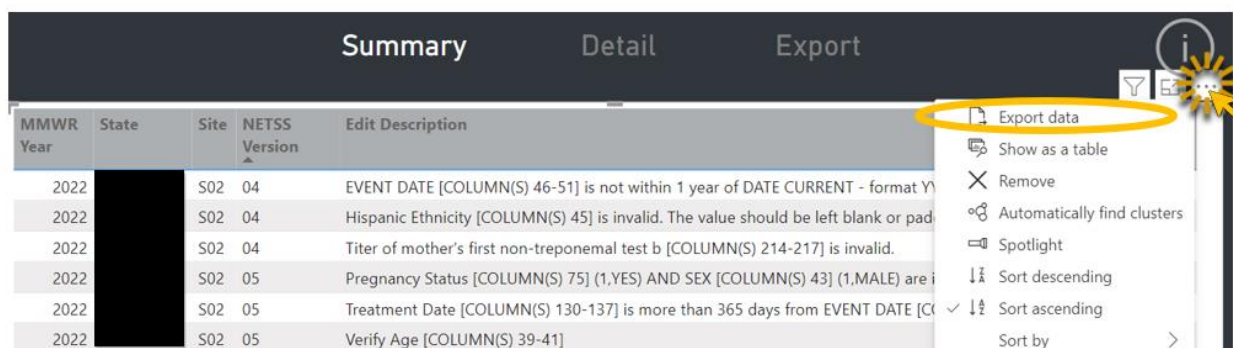 Summary Detail Export
i
MMWR Year State Site NETSS Version Edit Description
2022 S02 04 EVENT DATE [COLUMN(S) 46-51] is not within 1 year of DATE CURRENT - format
2022 S02 04 Hispanic Ethnicity [COLUMN(S) 45] is invalid. The value should be left blank or
2022 S02 04 Titer of mother's first non-treponemal test b [COLUMN(S) 214-217] is invalid.
2022 S02 05 Pregnancy Status [COLUMN(S) 75] (1,YES) AND SEX [COLUMN(S) 43] (1,MALE) are
2022 S02 05 Treatment Date [COLUMN(S) 130-137] is more than 365 days from EVENT DATE
2022 S02 05 Verify Age [COLUMN(S) 39-41]
Export data
Show as a table
Remove
Automatically find clusters
Spotlight
Sort descending
Sort ascending
Sort by